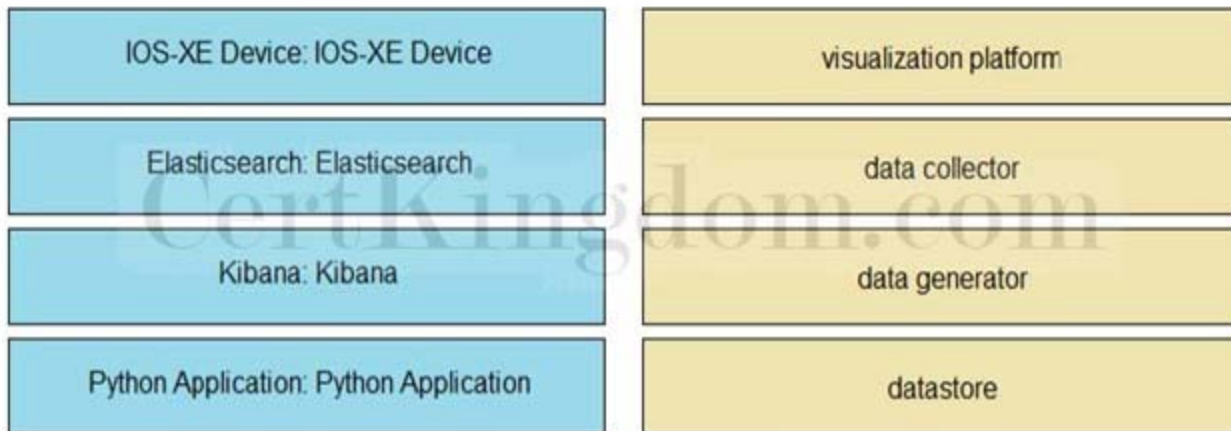 IOS-XE Device: IOS-XE Device
visualization platform
Elasticsearch: Elasticsearch
data collector
CertKingdom.com
Kibana: Kibana
data generator
Python Application: Python Application
datastore